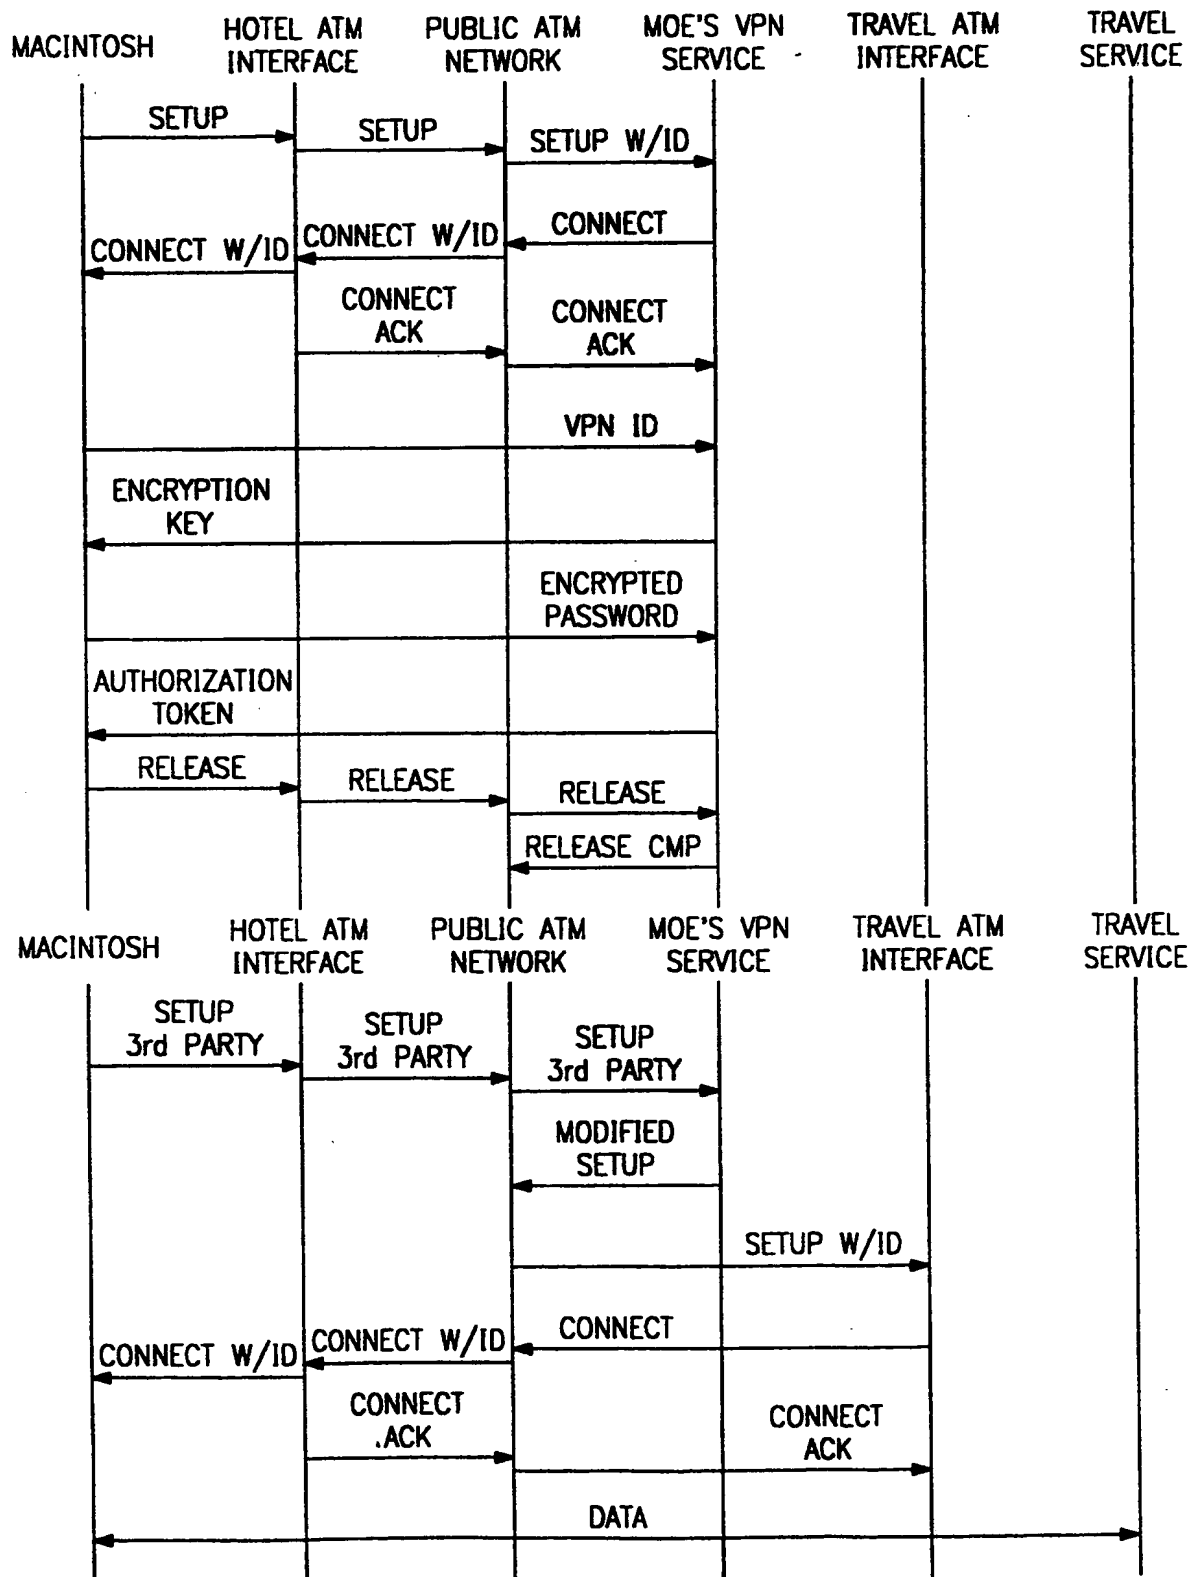 MACINTOSH
HOTEL ATM
INTERFACE
PUBLIC ATM
NETWORK
MOE'S VPN
SERVICE
TRAVEL ATM
INTERFACE
TRAVEL
SERVICE
SETUP
SETUP
SETUP W/ID
CONNECT
CONNECT W/ID
CONNECT W/ID
CONNECT
ACK
CONNECT
ACK
VPN ID
ENCRYPTION
KEY
ENCRYPTED
PASSWORD
AUTHORIZATION
TOKEN
RELEASE
RELEASE
RELEASE
RELEASE CMP
MACINTOSH
HOTEL ATM
INTERFACE
PUBLIC ATM
NETWORK
MOE'S VPN
SERVICE
TRAVEL ATM
INTERFACE
TRAVEL
SERVICE
SETUP
3rd PARTY
SETUP
3rd PARTY
SETUP
3rd PARTY
MODIFIED
SETUP
SETUP W/ID
CONNECT
CONNECT W/ID
CONNECT W/ID
CONNECT
ACK
CONNECT
ACK
DATA